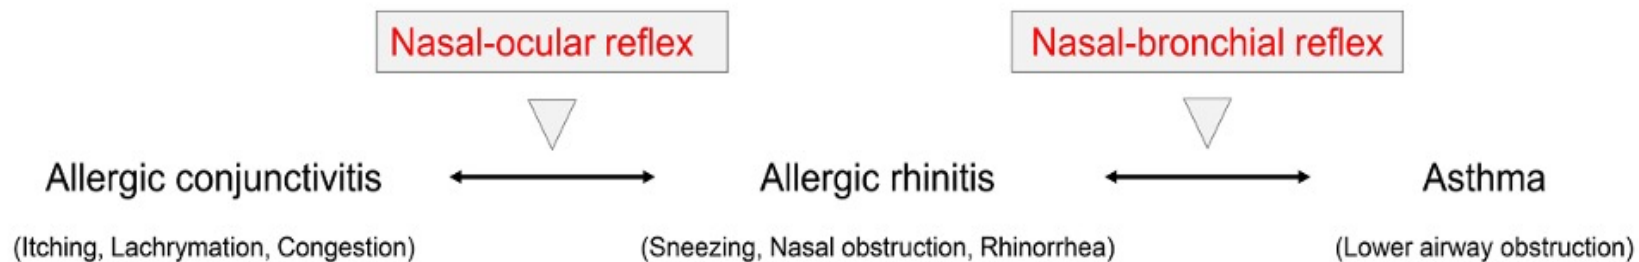 Nasal-ocular reflex Nasal-bronchial reflex
Allergic conjunctivitis Allergic rhinitis Asthma
(Itching, Lachrymation, Congestion) (Sneezing, Nasal obstruction, Rhinorrhea) (Lower airway obstruction)